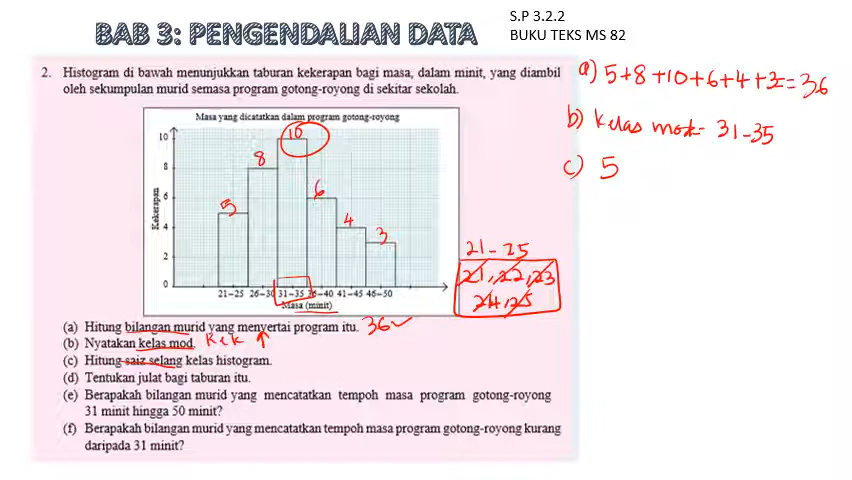 BAB 3: PENGENDALIAN DATA
S.P 3.2.2
BUKU TEKS MS 82
2. Histogram di bawah menunjukkan taburan kekerapan bagi masa, dalam minit, yang diambil
oleh sekumpulan murid semasa program gotong-royong di sekitar sekolah.
Masa yang dicatatkan dalam program gotong-royong
Kekerapan
10
8
6
4
2
0
5
8
10
6
4
3
21–25 26–30 31–35 36–40 41–45 46–50
Masa (minit)
21 - 25
21, 22, 23
24, 25
(a) Hitung bilangan murid yang menyertai program itu. 36
(b) Nyatakan kelas mod. kek ↑
(c) Hitung saiz selang kelas histogram.
(d) Tentukan julat bagi taburan itu.
(e) Berapakah bilangan murid yang mencatatkan tempoh masa program gotong-royong
31 minit hingga 50 minit?
(f) Berapakah bilangan murid yang mencatatkan tempoh masa program gotong-royong kurang
daripada 31 minit?
a) 5+8+10+6+4+3=36
b) Kelas mod - 31-35
c) 5